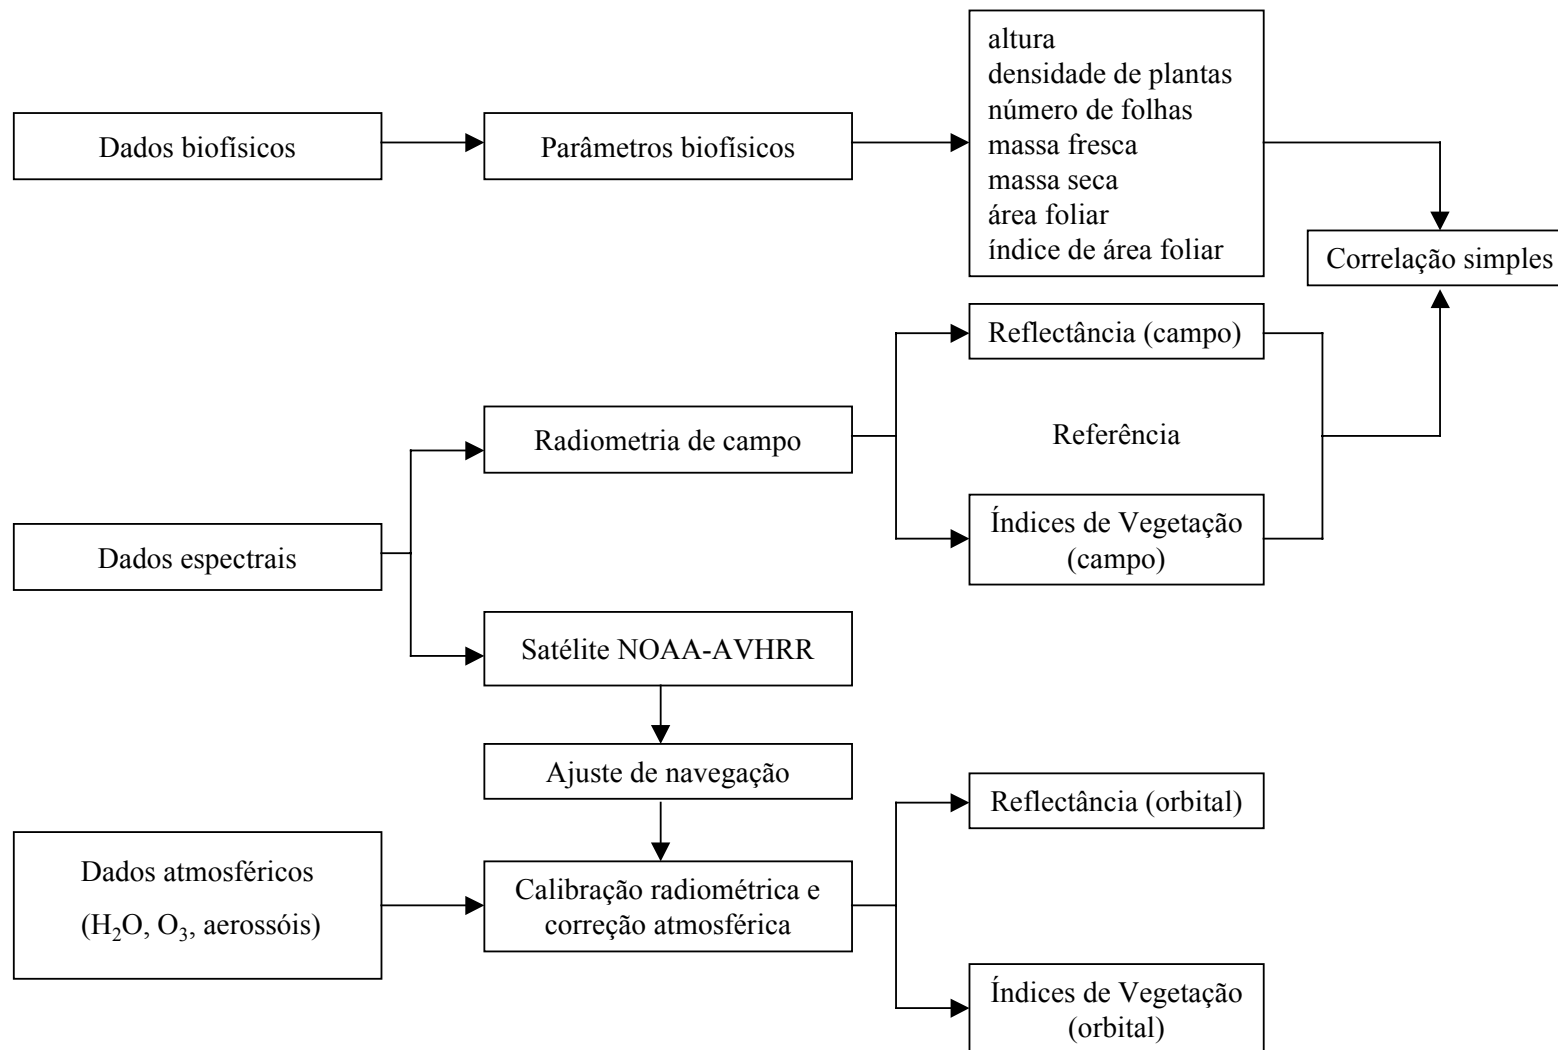 Dados biofísicos
Parâmetros biofísicos
altura
densidade de plantas
número de folhas
massa fresca
massa seca
área foliar
índice de área foliar
Correlação simples
Reflectância (campo)
Radiometria de campo
Referência
Índices de Vegetação
(campo)
Dados espectrais
Satélite NOAA-AVHRR
Ajuste de navegação
Reflectância (orbital)
Dados atmosféricos
(H₂O, O₃, aerossóis)
Calibração radiométrica e
correção atmosférica
Índices de Vegetação
(orbital)